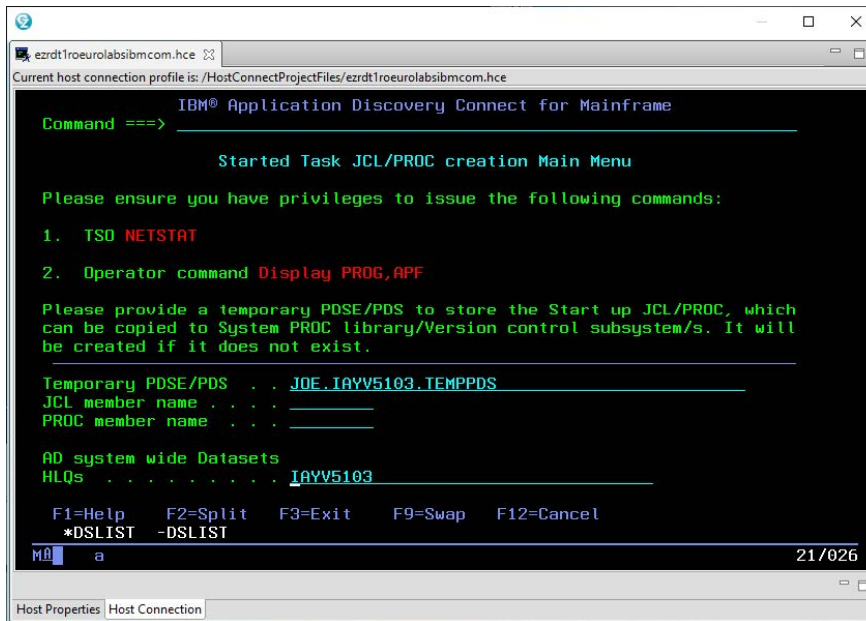 ezrdt1roeurolabsibmcom.hce
Current host connection profile is: /HostConnectProjectFiles/ezrdt1roeurolabsibmcom.hce
IBM® Application Discovery Connect for Mainframe
Command ===>
Started Task JCL/PROC creation Main Menu
Please ensure you have privileges to issue the following commands:
1. TSO NETSTAT
2. Operator command Display PROG,APF
Please provide a temporary PDSE/PDS to store the Start up JCL/PROC, which
can be copied to System PROC library/Version control subsystem/s. It will
be created if it does not exist.
Temporary PDSE/PDS . . JOE.IAYV5103.TEMPPDS
JCL member name . . . .
PROC member name . . .
AD system wide Datasets
HLQs . . . . . . . . . IAYV5103
F1=Help F2=Split F3=Exit F9=Swap F12=Cancel
*DSLIST -DSLIST
MA a 21/026
Host Properties Host Connection